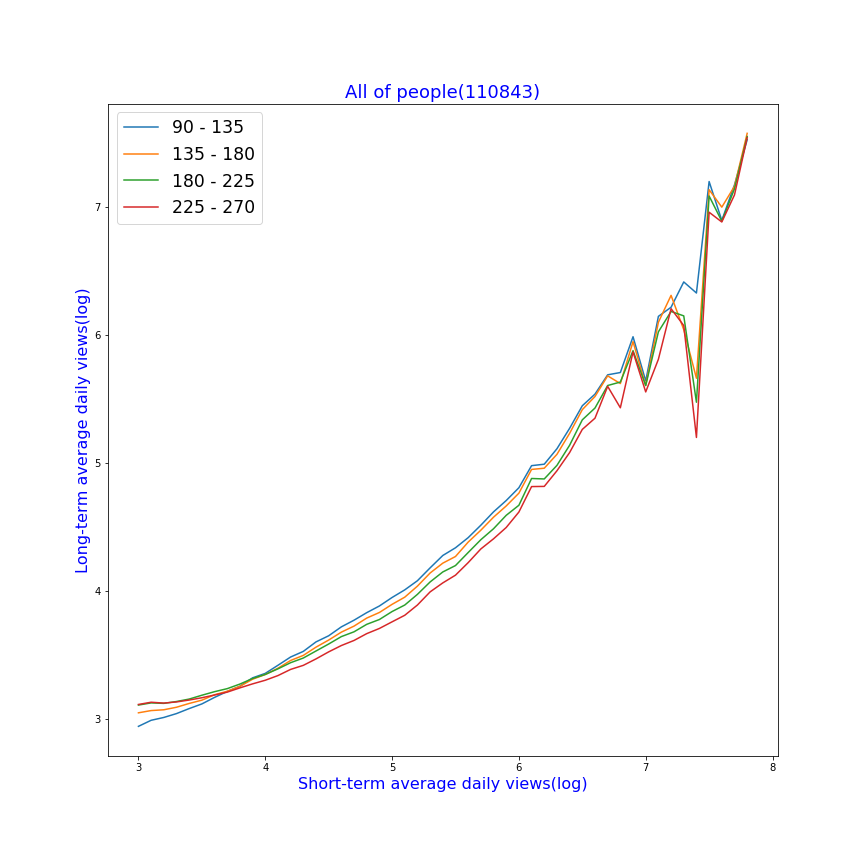 All of people(110843)
90 - 135
135 - 180
180 - 225
225 - 270
7
6
5
4
3
Long-term average daily views(log)
3 4 5 6 7 8
Short-term average daily views(log)